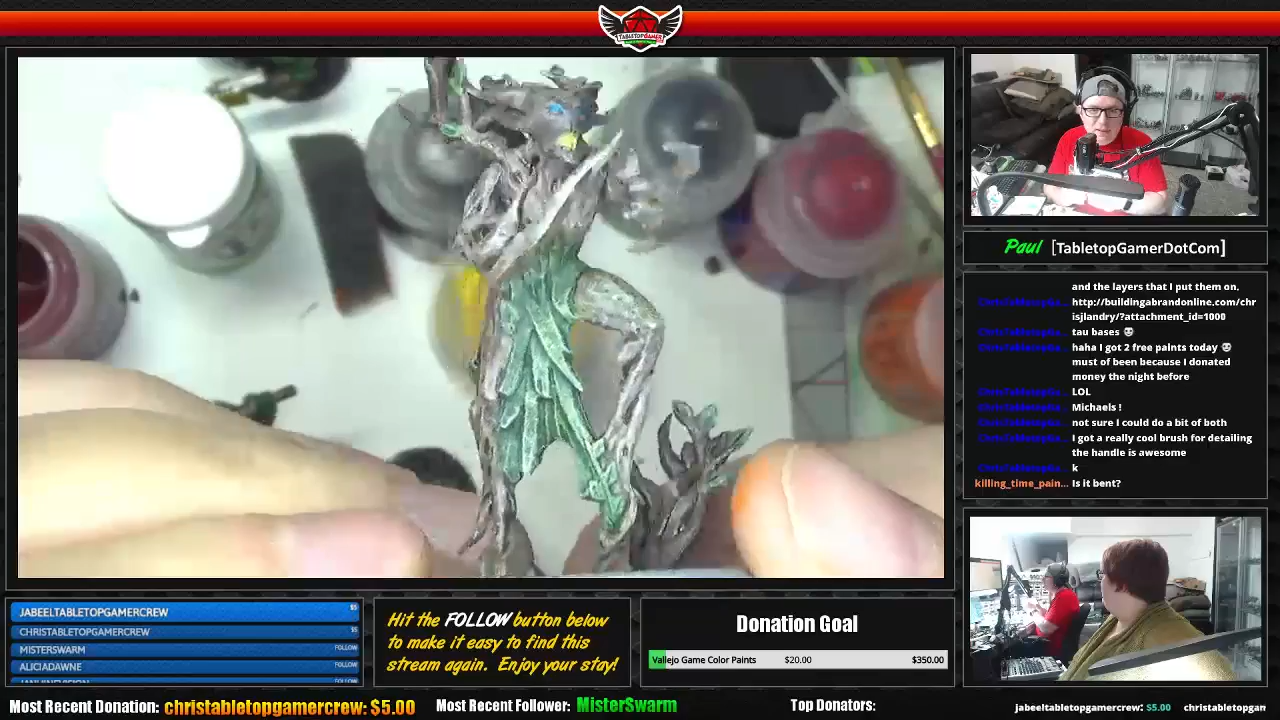 TABLETOPGAMER
Paul [TabletopGamerDotCom]
and the layers that I put them on.
http://buildingabrandonline.com/chr
isjlandry/?attachment_id=1000
tau bases
haha I got 2 free paints today
must of been because I donated
money the night before
LOL
Michaels !
not sure I could do a bit of both
I got a really cool brush for detailing
the handle is awesome
k
killing_time_pain... Is it bent?
JABEELTABLETOPGAMERCREW $5
CHRISTABLETOPGAMERCREW $5
MISTERSWARM FOLLOW
ALICIADAWNE FOLLOW
Hit the FOLLOW button below
to make it easy to find this
stream again. Enjoy your stay!
Donation Goal
Vallejo Game Color Paints $20.00 $350.00
Most Recent Donation: christabletopgamercrew: $5.00
Most Recent Follower: MisterSwarm
Top Donators:
jabeeltabletopgamercrew: $5.00 christabletopgam